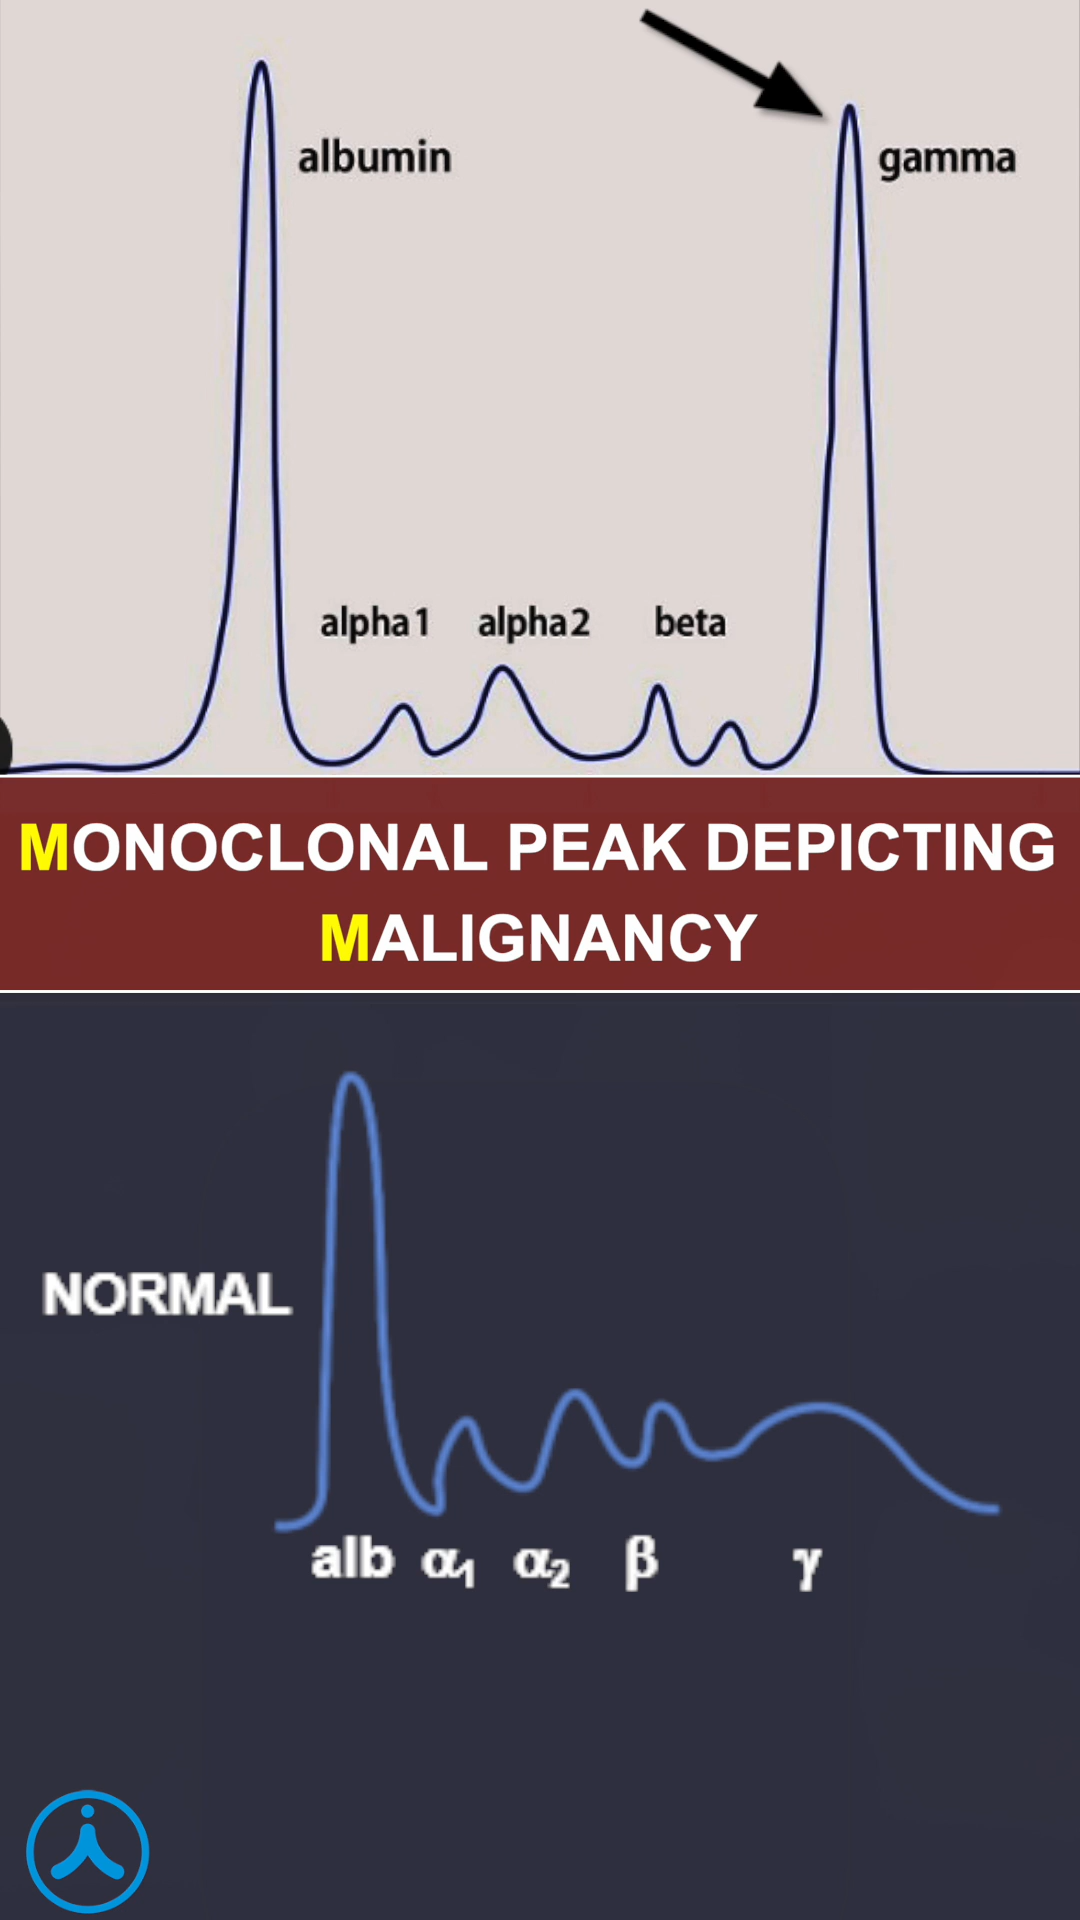 albumin
gamma
alpha1 alpha2 beta
MONOCLONAL PEAK DEPICTING
MALIGNANCY
NORMAL
alb α₁ α₂ β γ